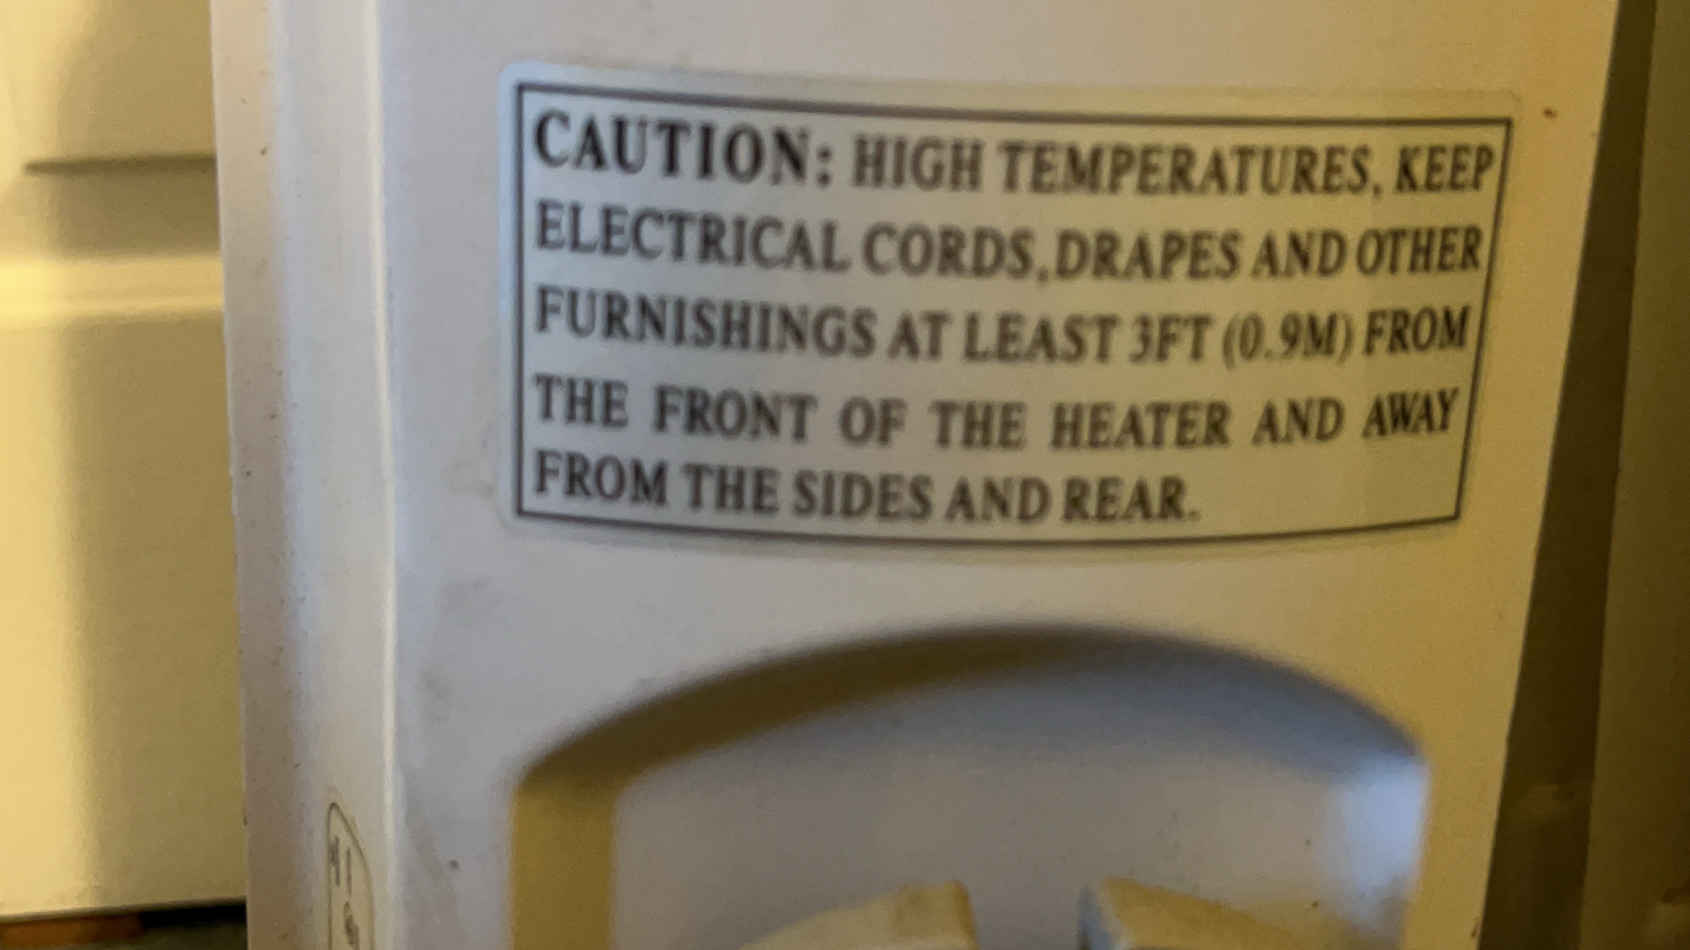 CAUTION: HIGH TEMPERATURES, KEEP
ELECTRICAL CORDS,DRAPES AND OTHER
FURNISHINGS AT LEAST 3FT (0.9M) FROM
THE FRONT OF THE HEATER AND AWAY
FROM THE SIDES AND REAR.